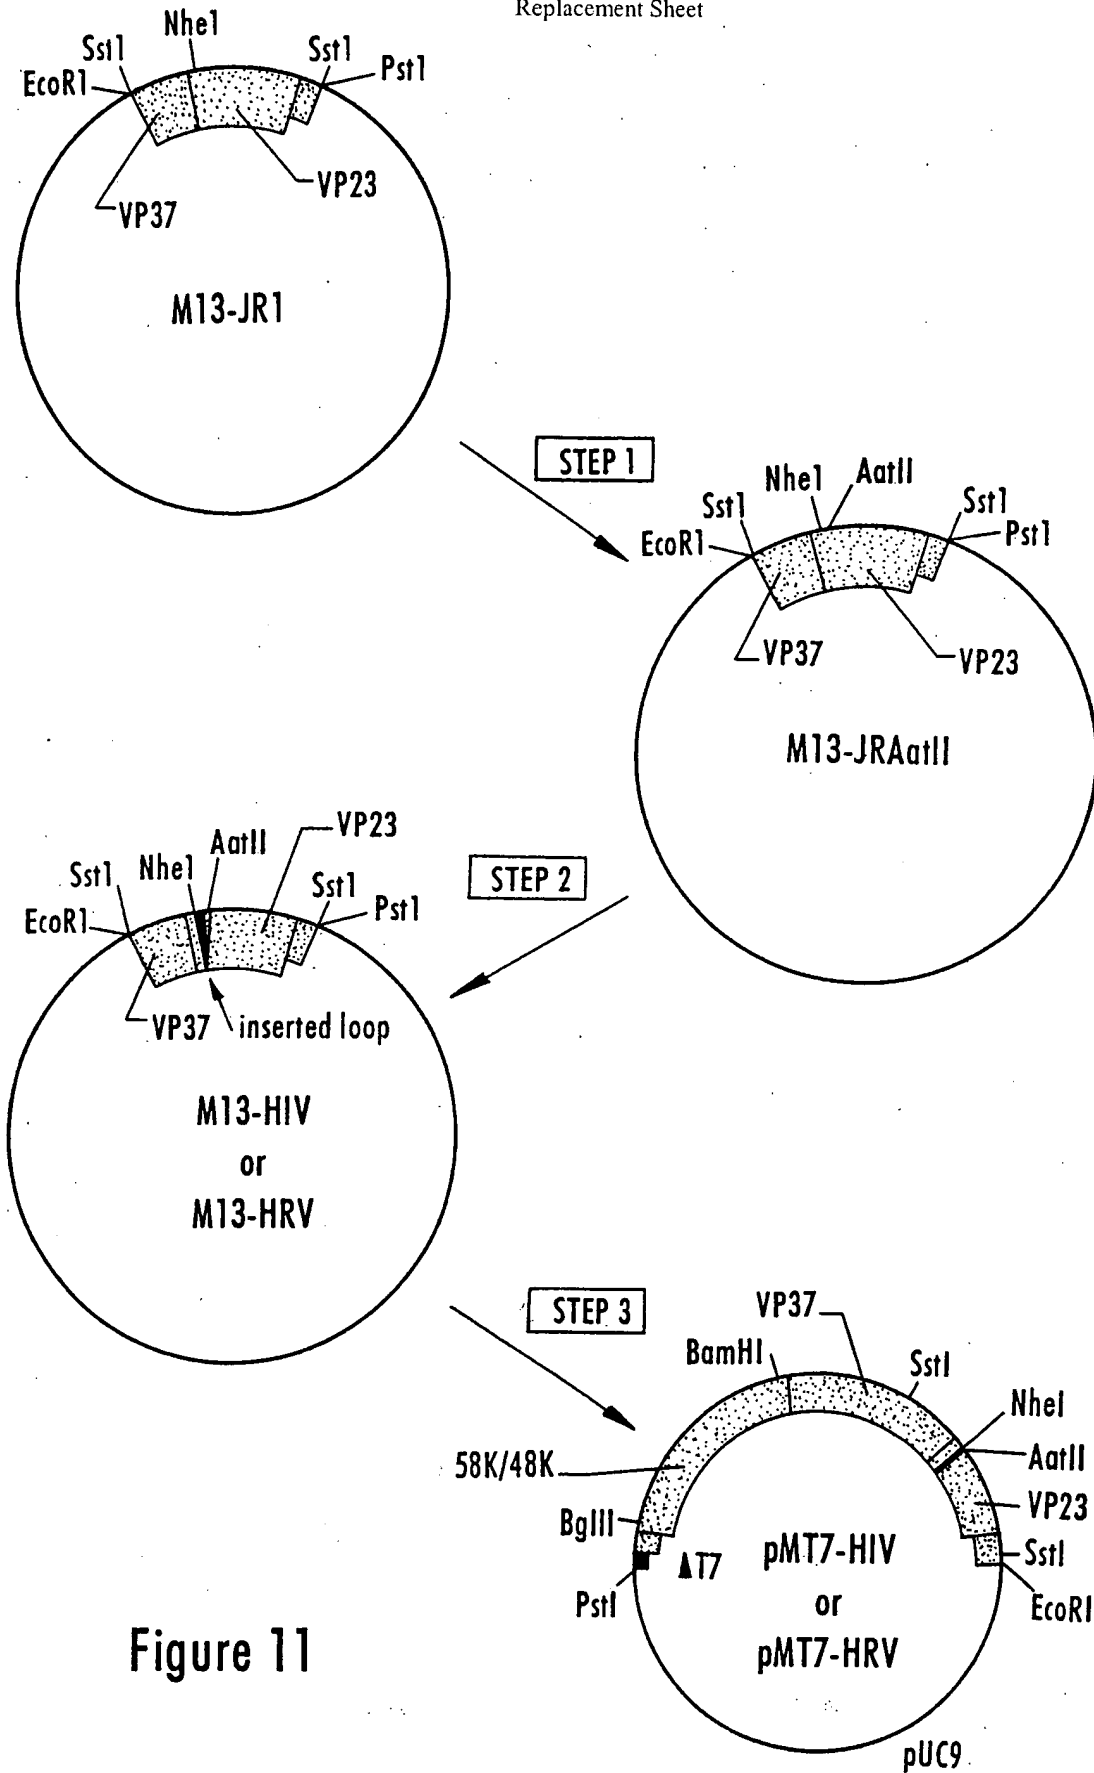 Replacement Sheet
Nhe1
Sst1
Sst1
EcoR1
Pst1
VP23
VP37
M13-JR1
STEP 1
Nhe1
AatII
Sst1
Sst1
EcoR1
Pst1
VP37
VP23
M13-JRAatII
VP23
AatII
STEP 2
Nhe1
Sst1
Sst1
EcoR1
Pst1
VP37
inserted loop
M13-HIV
or
M13-HRV
STEP 3
VP37
BamHI
SstI
NheI
AatII
58K/48K
VP23
BglII
SstI
T7
pMT7-HIV
PstI
EcoRI
or
pMT7-HRV
Figure 11
pUC9